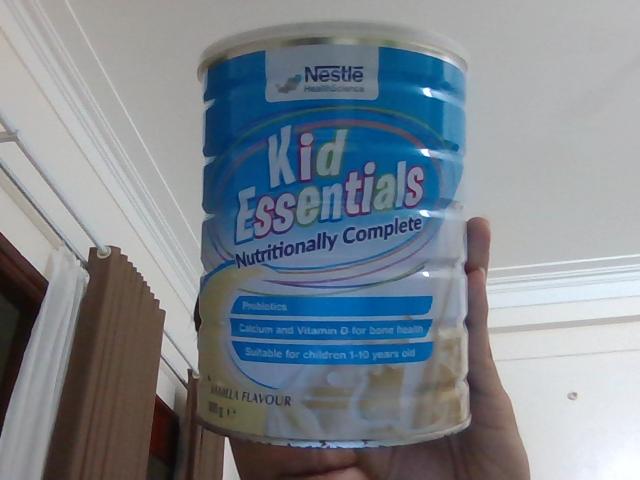 Nestlé
HealthScience
Kid
Essentials
Nutritionally Complete
Probiotics
Calcium and Vitamin D for bone health
Suitable for children 1-10 years old
VANILLA FLAVOUR